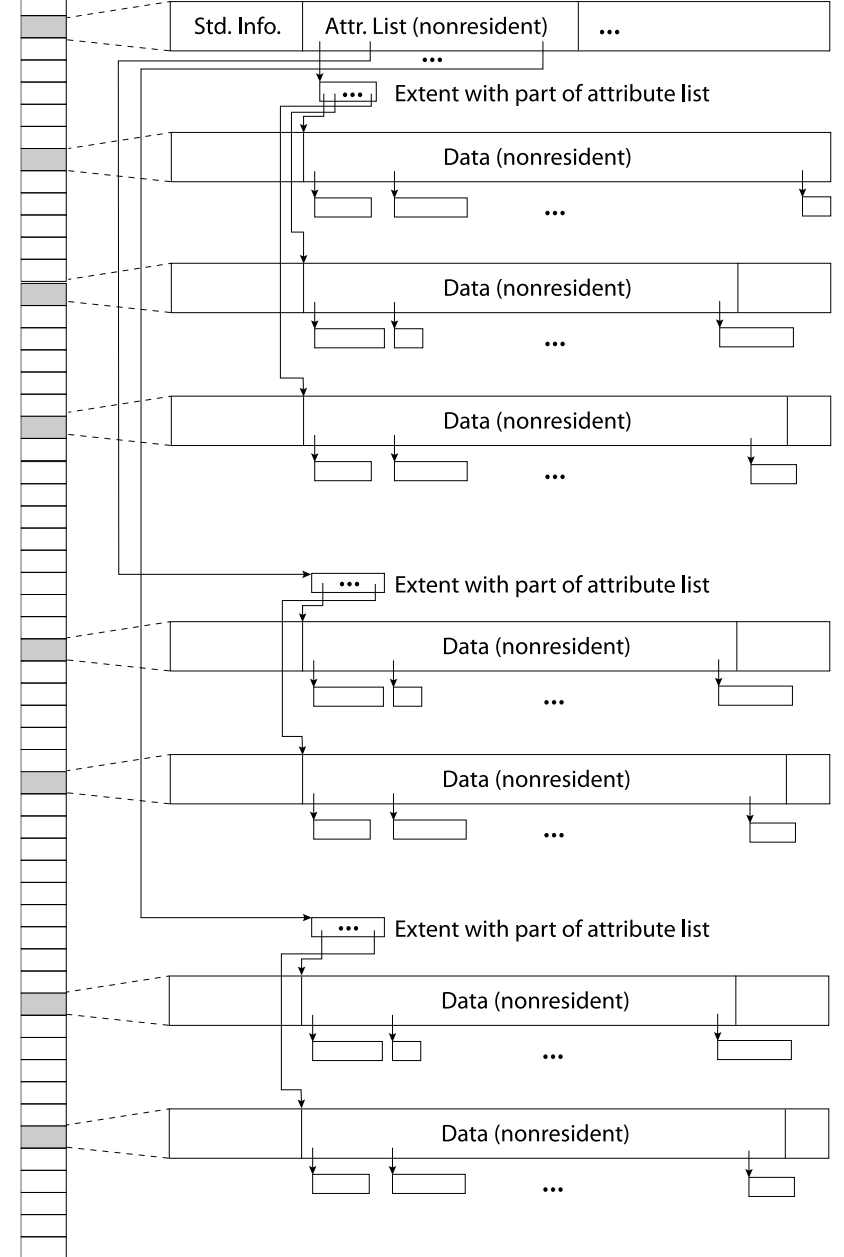 Std. Info. Attr. List (nonresident) ...
...
... Extent with part of attribute list
Data (nonresident)
...
Data (nonresident)
...
Data (nonresident)
...
... Extent with part of attribute list
Data (nonresident)
...
Data (nonresident)
...
... Extent with part of attribute list
Data (nonresident)
...
Data (nonresident)
...